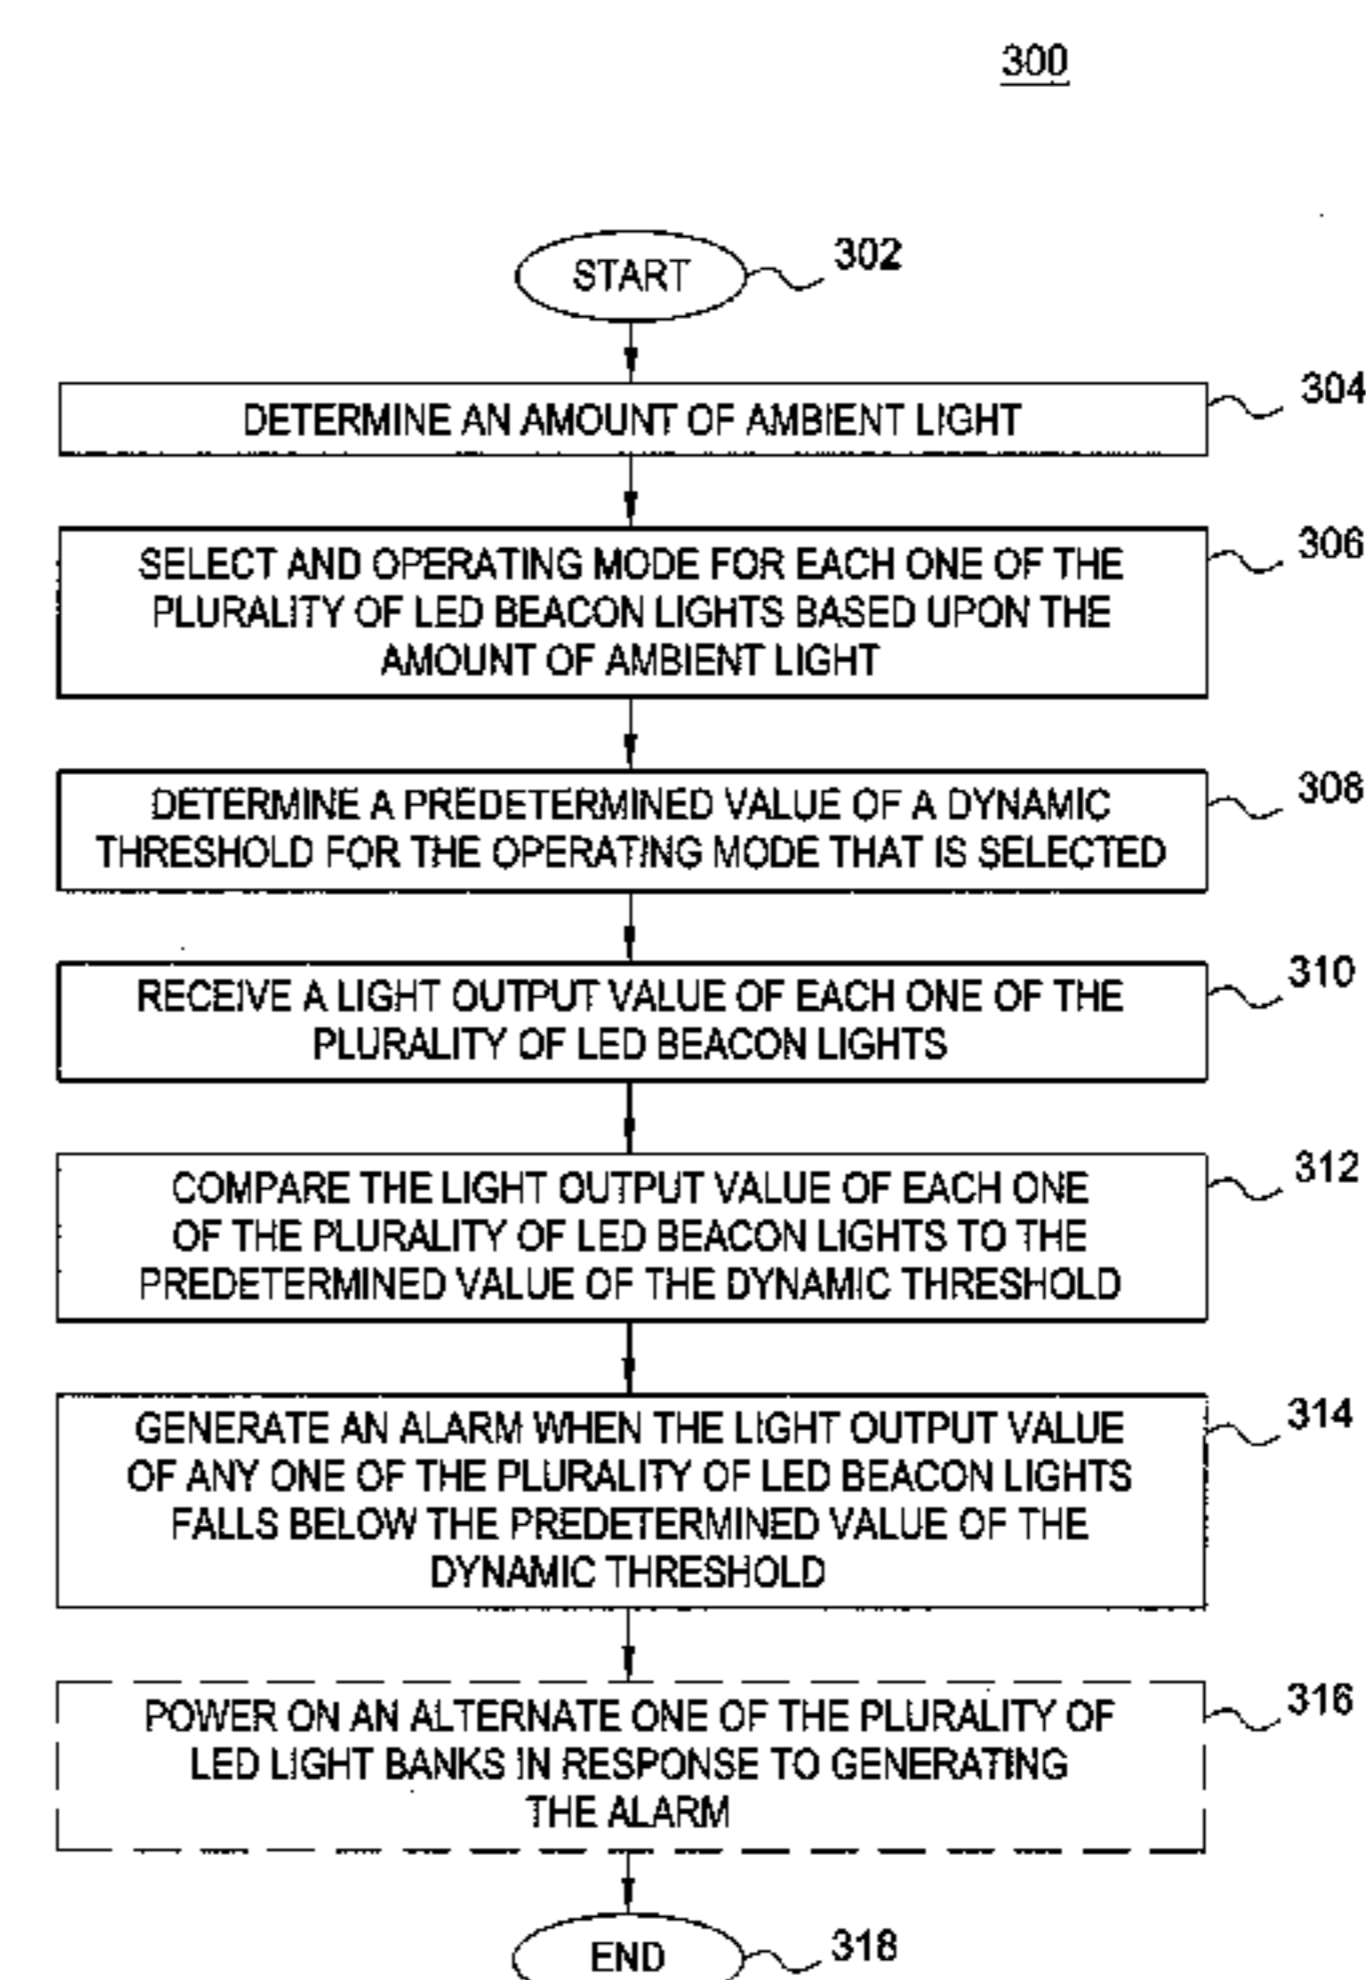 300
START
302
DETERMINE AN AMOUNT OF AMBIENT LIGHT
304
SELECT AND OPERATING MODE FOR EACH ONE OF THE
PLURALITY OF LED BEACON LIGHTS BASED UPON THE
AMOUNT OF AMBIENT LIGHT
306
DETERMINE A PREDETERMINED VALUE OF A DYNAMIC
THRESHOLD FOR THE OPERATING MODE THAT IS SELECTED
308
RECEIVE A LIGHT OUTPUT VALUE OF EACH ONE OF THE
PLURALITY OF LED BEACON LIGHTS
310
COMPARE THE LIGHT OUTPUT VALUE OF EACH ONE
OF THE PLURALITY OF LED BEACON LIGHTS TO THE
PREDETERMINED VALUE OF THE DYNAMIC THRESHOLD
312
GENERATE AN ALARM WHEN THE LIGHT OUTPUT VALUE
OF ANY ONE OF THE PLURALITY OF LED BEACON LIGHTS
FALLS BELOW THE PREDETERMINED VALUE OF THE
DYNAMIC THRESHOLD
314
POWER ON AN ALTERNATE ONE OF THE PLURALITY OF
LED LIGHT BANKS IN RESPONSE TO GENERATING
THE ALARM
316
END
318